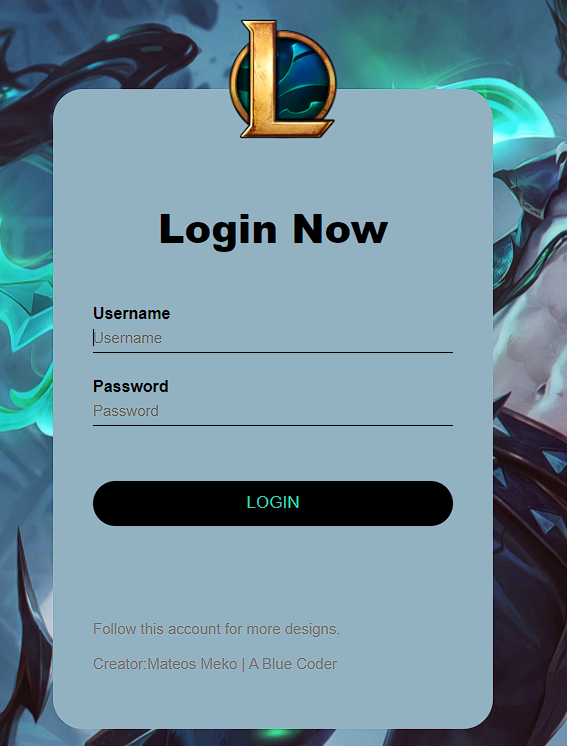 L
Login Now
Username
Username
Password
Password
LOGIN
Follow this account for more designs.
Creator:Mateos Meko | A Blue Coder